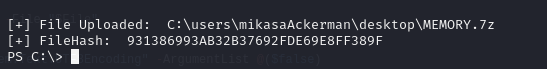 [+] File Uploaded:  C:\users\mikasaAckerman\desktop\MEMORY.7z
[+] FileHash:  931386993AB32B37692FDE69E8FF389F
PS C:\>